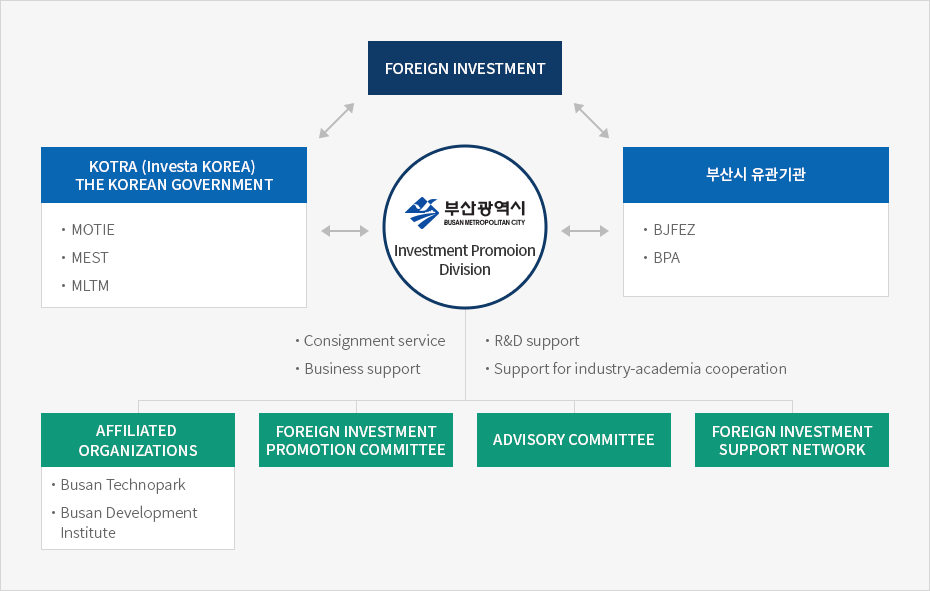 FOREIGN INVESTMENT
KOTRA (Investa KOREA)
THE KOREAN GOVERNMENT
• MOTIE
• MEST
• MLTM
부산광역시
BUSAN METROPOLITAN CITY
Investment Promoion
Division
부산시 유관기관
• BJFEZ
• BPA
• Consignment service
• Business support
• R&D support
• Support for industry-academia cooperation
AFFILIATED
ORGANIZATIONS
• Busan Technopark
• Busan Development
Institute
FOREIGN INVESTMENT
PROMOTION COMMITTEE
ADVISORY COMMITTEE
FOREIGN INVESTMENT
SUPPORT NETWORK